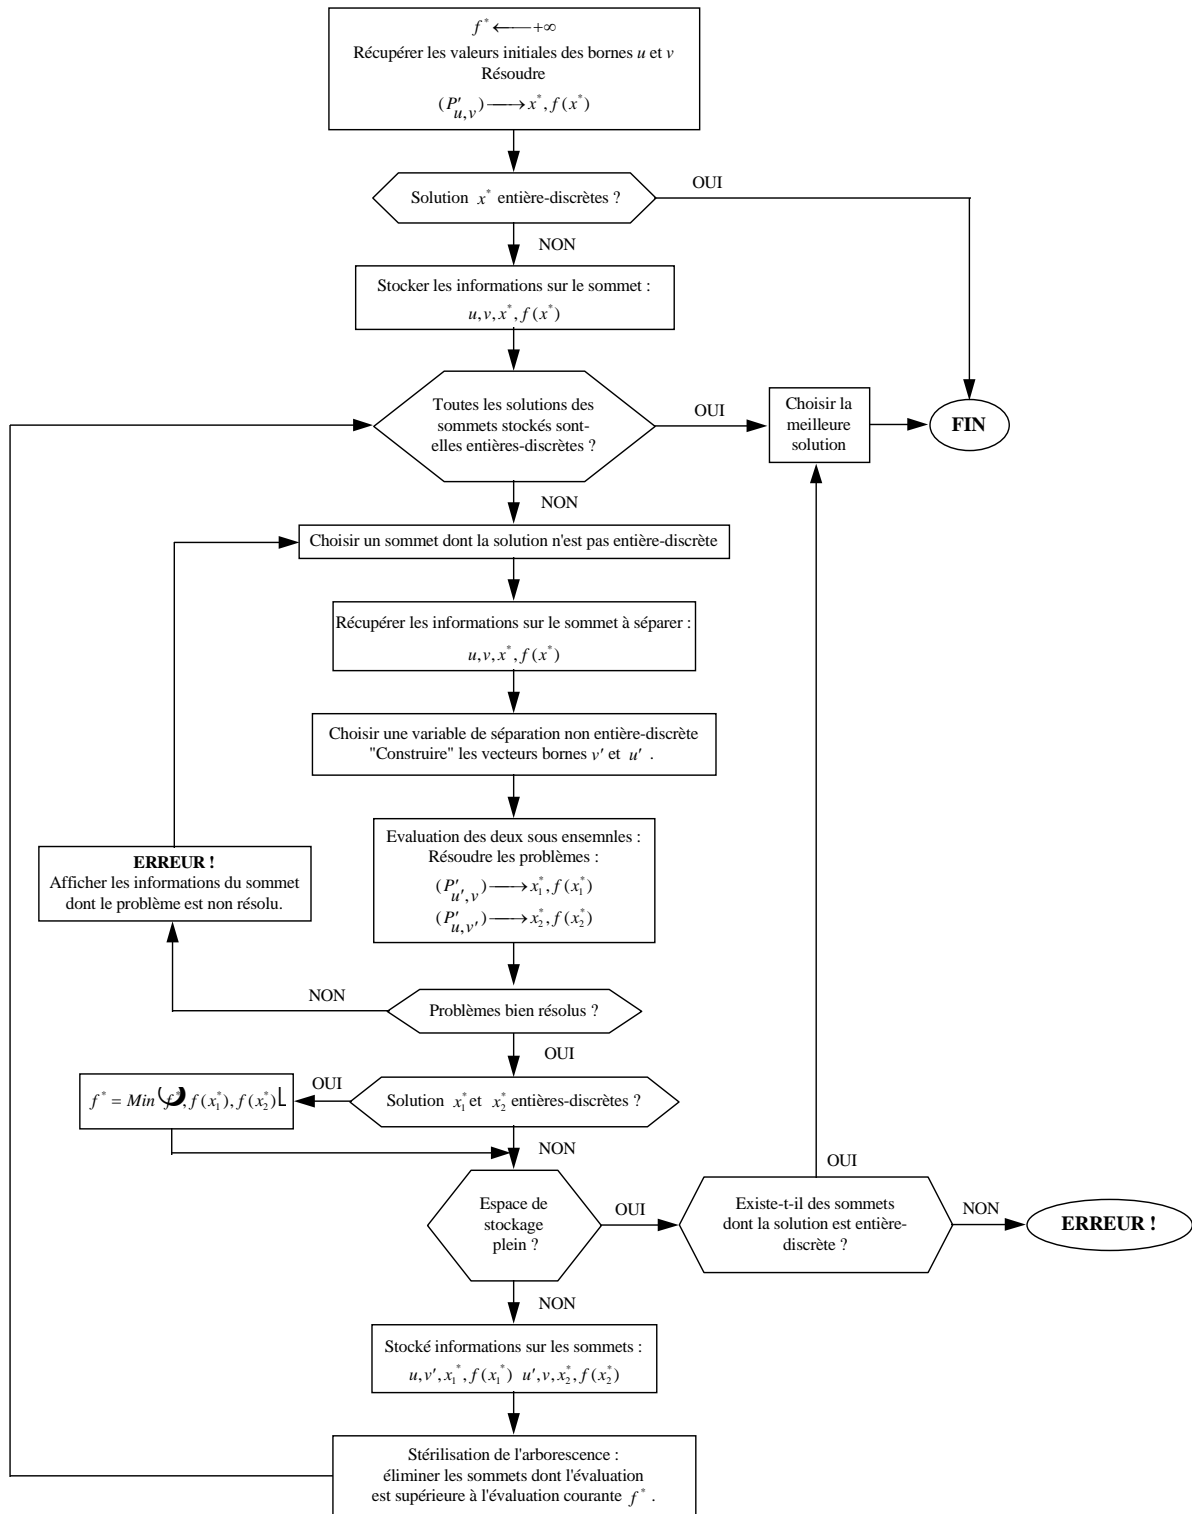 f* ⟵ +∞
Récupérer les valeurs initiales des bornes u et v
Résoudre
(P′u,v) ⟶ x*, f(x*)
Solution x* entière-discrètes ?
OUI
NON
Stocker les informations sur le sommet :
u, v, x*, f(x*)
Toutes les solutions des
sommets stockés sont-
elles entières-discrètes ?
OUI
Choisir la
meilleure
solution
FIN
NON
Choisir un sommet dont la solution n'est pas entière-discrète
Récupérer les informations sur le sommet à séparer :
u, v, x*, f(x*)
Choisir une variable de séparation non entière-discrète
"Construire" les vecteurs bornes v′ et u′ .
Evaluation des deux sous ensemnles :
Résoudre les problèmes :
(P′u′,v) ⟶ x₁*, f(x₁*)
(P′u,v′) ⟶ x₂*, f(x₂*)
ERREUR !
Afficher les informations du sommet
dont le problème est non résolu.
NON
Problèmes bien résolus ?
OUI
OUI
f* = Min f*, f(x₁*), f(x₂*)
Solution x₁* et x₂* entières-discrètes ?
NON
Espace de
stockage
plein ?
OUI
OUI
Existe-t-il des sommets
dont la solution est entière-
discrète ?
NON
ERREUR !
NON
Stocké informations sur les sommets :
u, v′, x₁*, f(x₁*) u′, v, x₂*, f(x₂*)
Stérilisation de l'arborescence :
éliminer les sommets dont l'évaluation
est supérieure à l'évaluation courante f* .